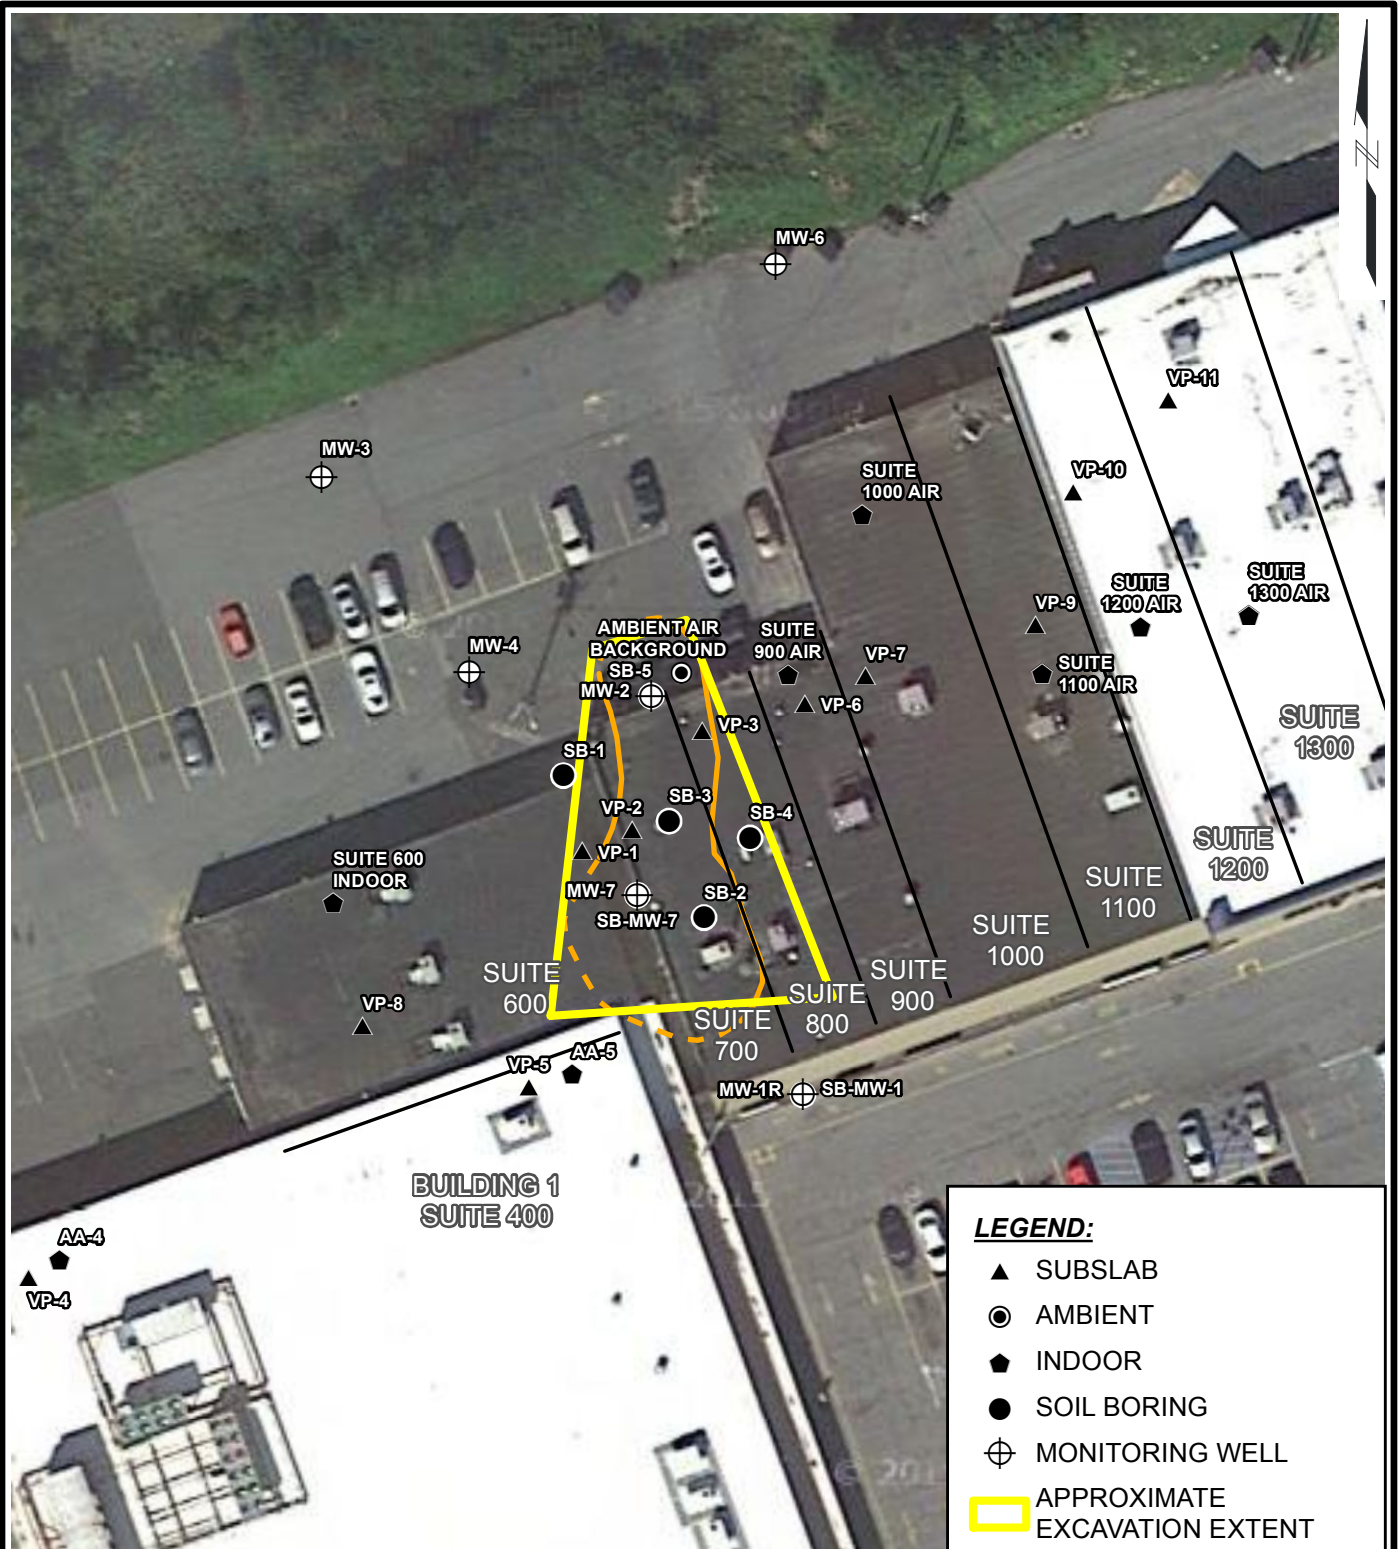 N
MW-6
VP-11
MW-3
SUITE
1000 AIR
VP-10
SUITE
1300 AIR
SUITE
1200 AIR
VP-9
AMBIENT AIR
BACKGROUND
SUITE
900 AIR
MW-4
SB-5
VP-7
SUITE
1100 AIR
MW-2
VP-6
SUITE
1300
VP-3
SB-1
VP-2
SB-3
SB-4
SUITE
1200
VP-1
SUITE 600
INDOOR
MW-7
SB-2
SUITE
1100
SB-MW-7
SUITE
1000
SUITE
600
SUITE
900
SUITE
800
VP-8
SUITE
700
VP-5
AA-5
MW-1R
SB-MW-1
BUILDING 1
SUITE 400
AA-4
VP-4
LEGEND:
SUBSLAB
AMBIENT
INDOOR
SOIL BORING
MONITORING WELL
APPROXIMATE
EXCAVATION EXTENT